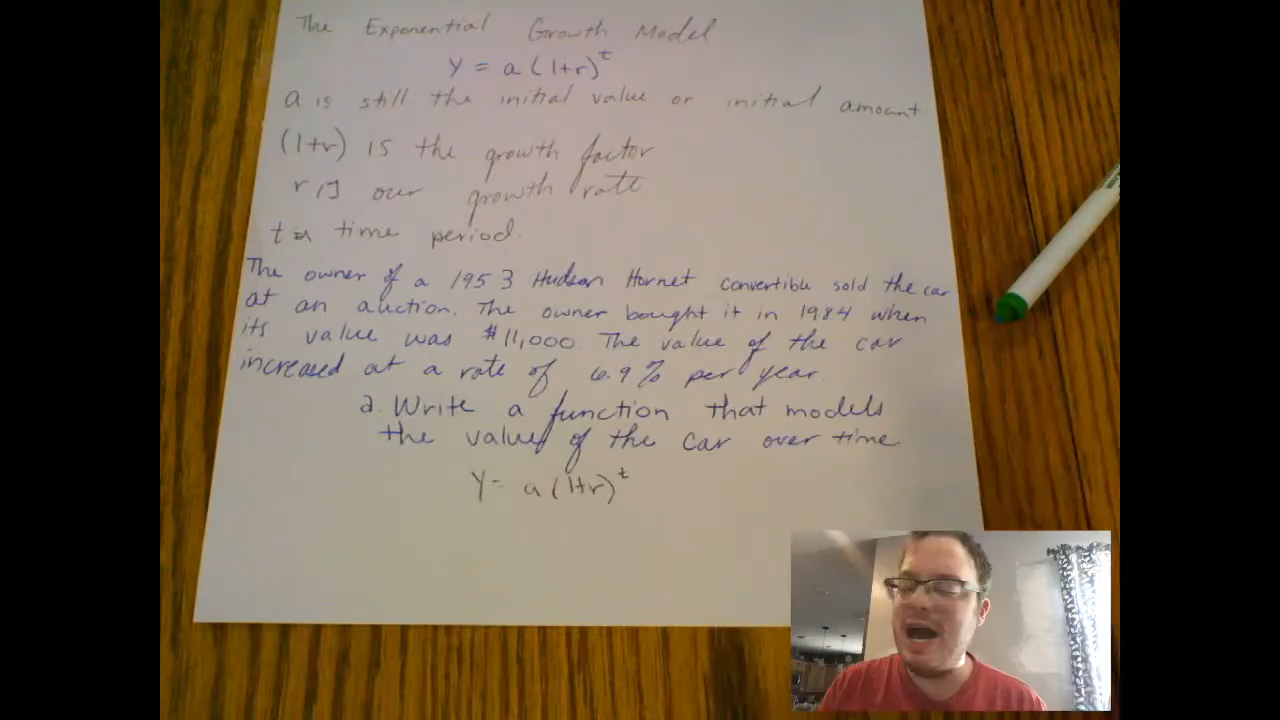 The Exponential Growth Model
Y = a(1+r)^t
a is still the initial value or initial amount
(1+r) is the growth factor
r is our growth rate
t is time period.
The owner of a 1953 Hudson Hornet convertible sold the car
at an auction. The owner bought it in 1984 when
its value was $11,000. The value of the car
increased at a rate of 6.9% per year.
a. Write a function that models
the value of the car over time
Y= a(1+r)^t